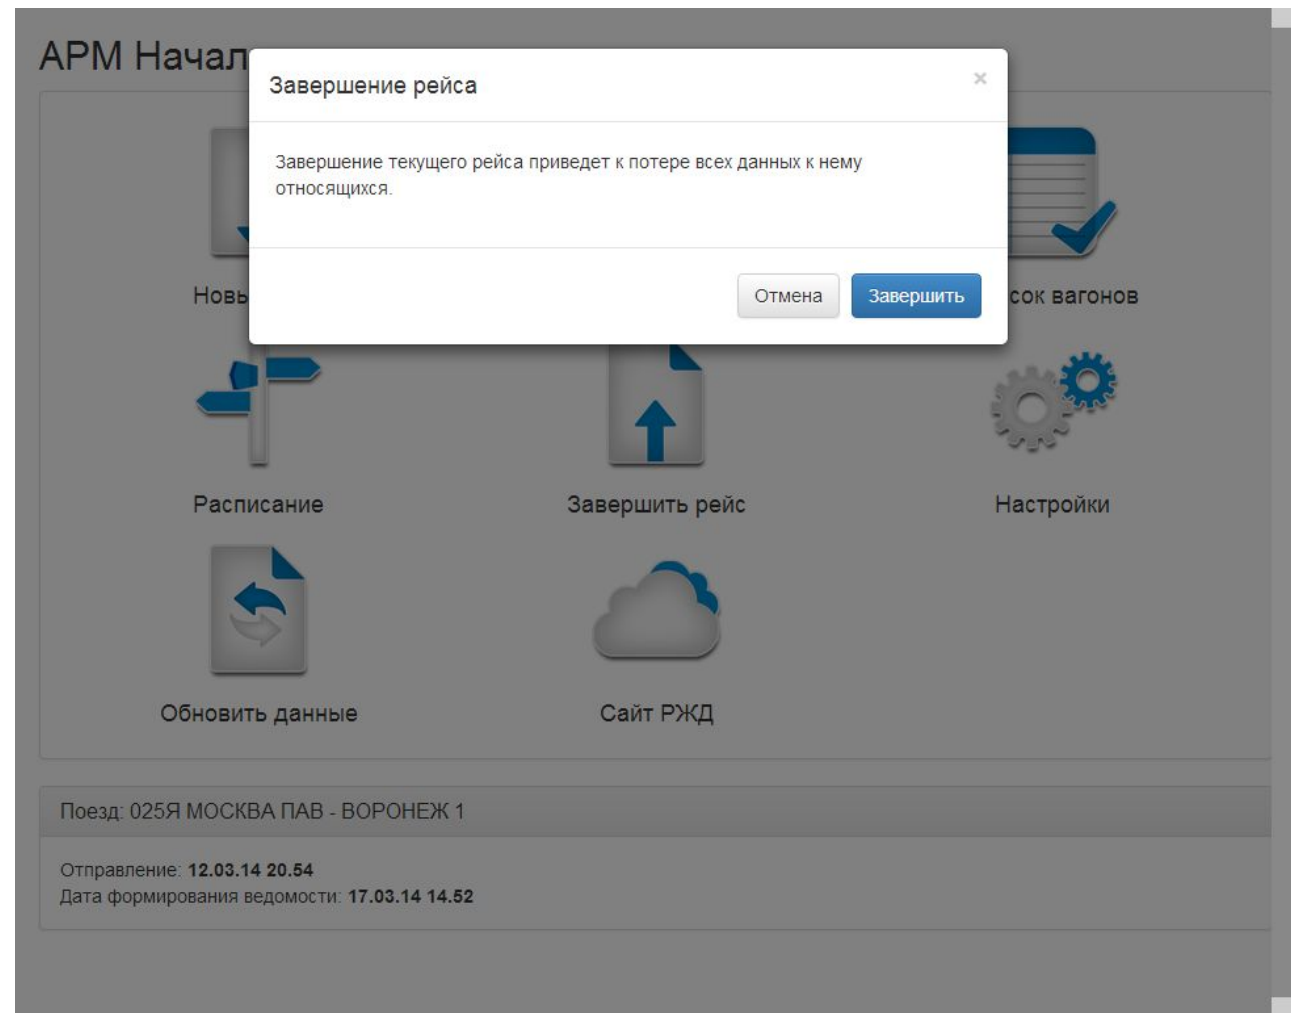 АРМ Начал
Завершение рейса
×
Завершение текущего рейса приведет к потере всех данных к нему
относящихся.
Отмена
Завершить
Новы
сок вагонов
Расписание
Завершить рейс
Настройки
Обновить данные
Сайт РЖД
Поезд: 025Я МОСКВА ПАВ - ВОРОНЕЖ 1
Отправление: 12.03.14 20.54
Дата формирования ведомости: 17.03.14 14.52